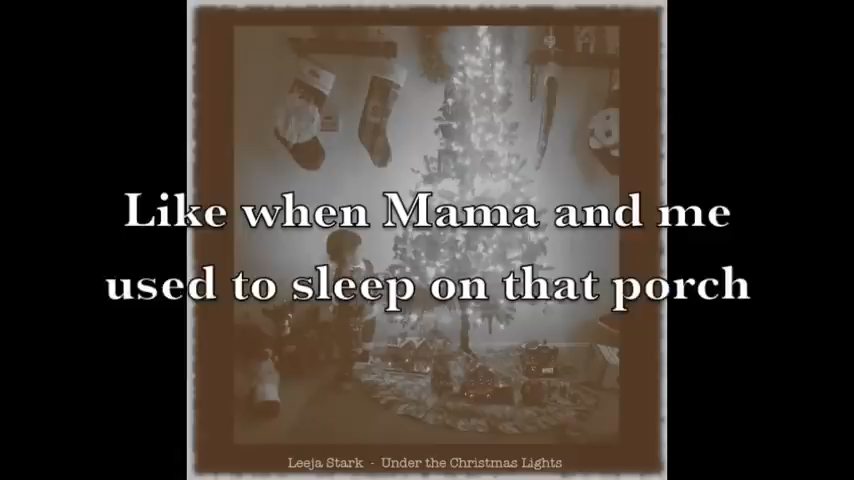 Like when Mama and me
used to sleep on that porch
Leeja Stark - Under the Christmas Lights